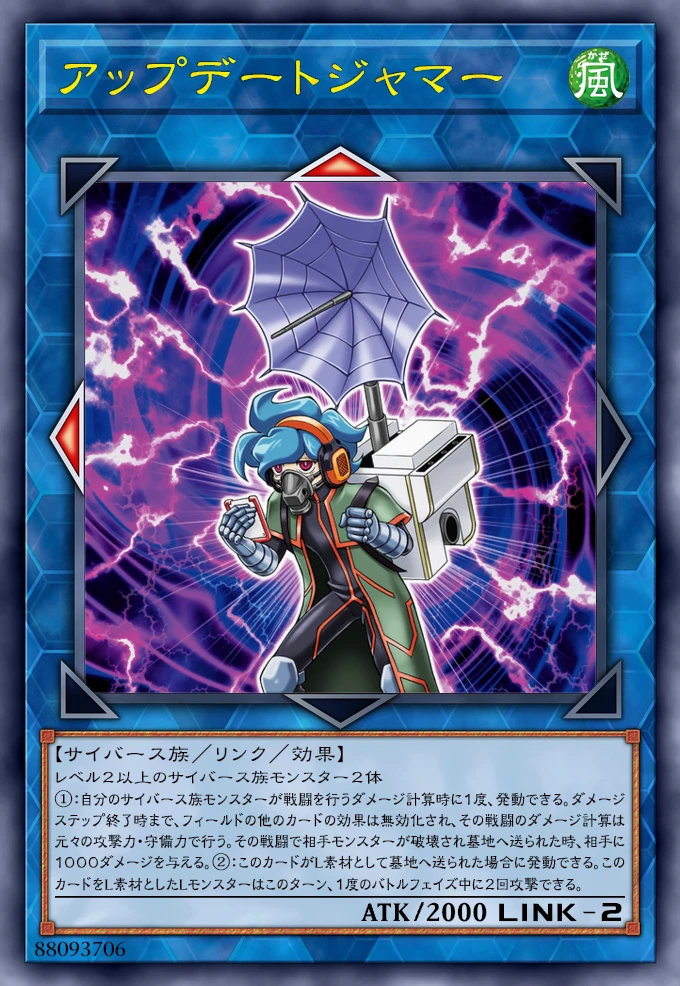 アップデートジャマー
かぜ
風
【サイバース族／リンク／効果】
レベル２以上のサイバース族モンスター２体
①：自分のサイバース族モンスターが戦闘を行うダメージ計算時に１度、発動できる。ダメージ
ステップ終了時まで、フィールドの他のカードの効果は無効化され、その戦闘のダメージ計算は
元々の攻撃力・守備力で行う。その戦闘で相手モンスターが破壊され墓地へ送られた時、相手に
１０００ダメージを与える。②：このカードがL素材として墓地へ送られた場合に発動できる。この
カードをL素材としたLモンスターはこのターン、１度のバトルフェイズ中に２回攻撃できる。
ATK/2000 LINK-2
88093706